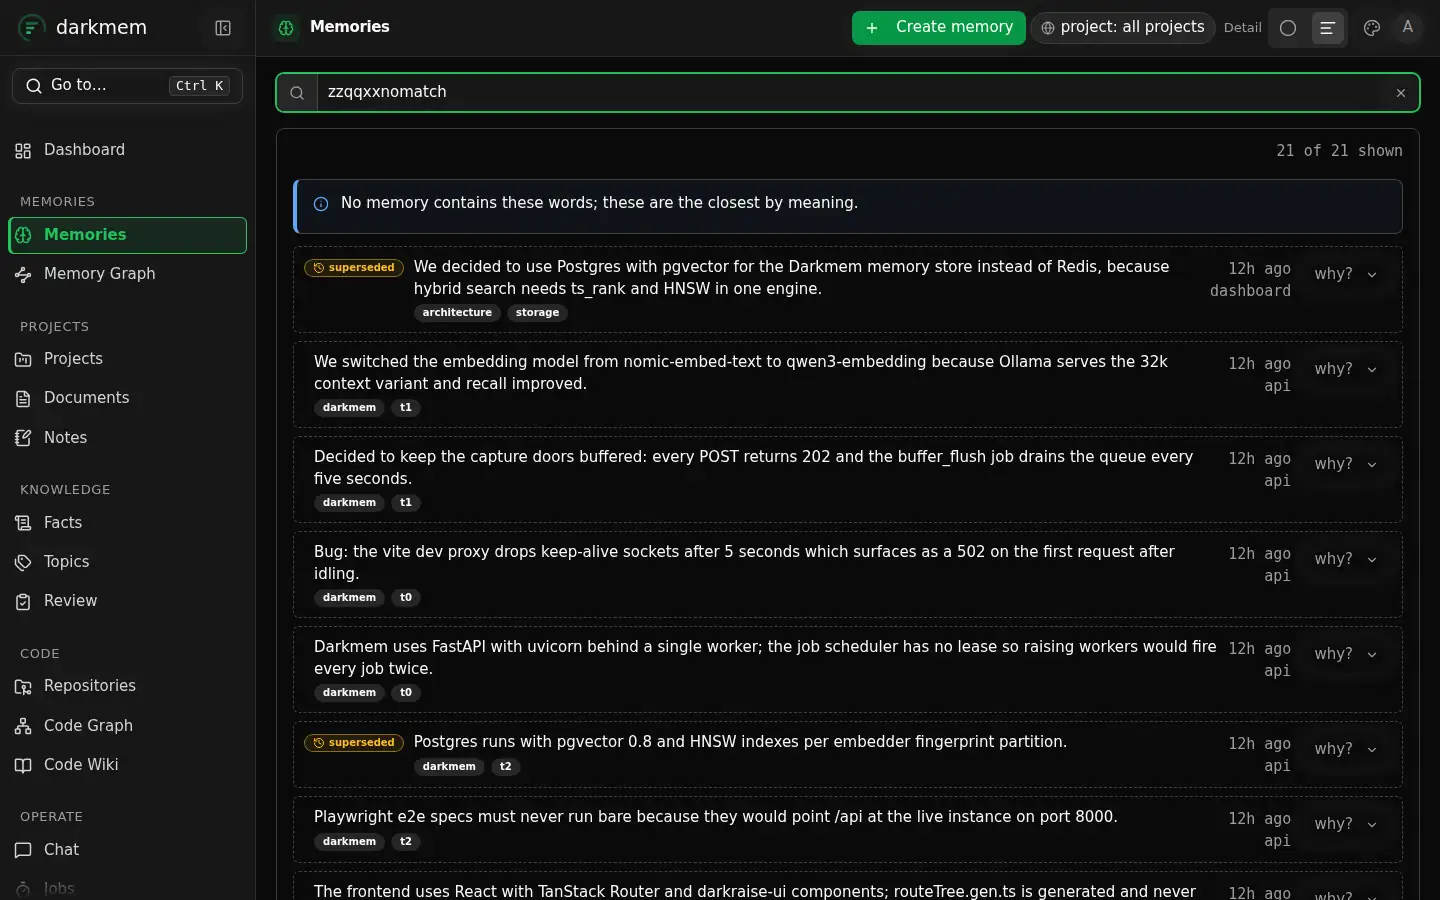 darkmem
Go to...
Ctrl K
Dashboard
MEMORIES
Memories
Memory Graph
PROJECTS
Projects
Documents
Notes
KNOWLEDGE
Facts
Topics
Review
CODE
Repositories
Code Graph
Code Wiki
OPERATE
Chat
Jobs
Memories
+ Create memory
project: all projects
Detail
A
zzqqxxnomatch
21 of 21 shown
No memory contains these words; these are the closest by meaning.
superseded
We decided to use Postgres with pgvector for the Darkmem memory store instead of Redis, because
hybrid search needs ts_rank and HNSW in one engine.
architecture storage
12h ago
dashboard
why?
We switched the embedding model from nomic-embed-text to qwen3-embedding because Ollama serves the 32k
context variant and recall improved.
darkmem t1
12h ago
api
why?
Decided to keep the capture doors buffered: every POST returns 202 and the buffer_flush job drains the queue every
five seconds.
darkmem t1
12h ago
api
why?
Bug: the vite dev proxy drops keep-alive sockets after 5 seconds which surfaces as a 502 on the first request after
idling.
darkmem t0
12h ago
api
why?
Darkmem uses FastAPI with uvicorn behind a single worker; the job scheduler has no lease so raising workers would fire
every job twice.
darkmem t0
12h ago
api
why?
superseded
Postgres runs with pgvector 0.8 and HNSW indexes per embedder fingerprint partition.
darkmem t2
12h ago
api
why?
Playwright e2e specs must never run bare because they would point /api at the live instance on port 8000.
darkmem t2
12h ago
api
why?
The frontend uses React with TanStack Router and darkraise-ui components; routeTree.gen.ts is generated and never
12h ago
why?